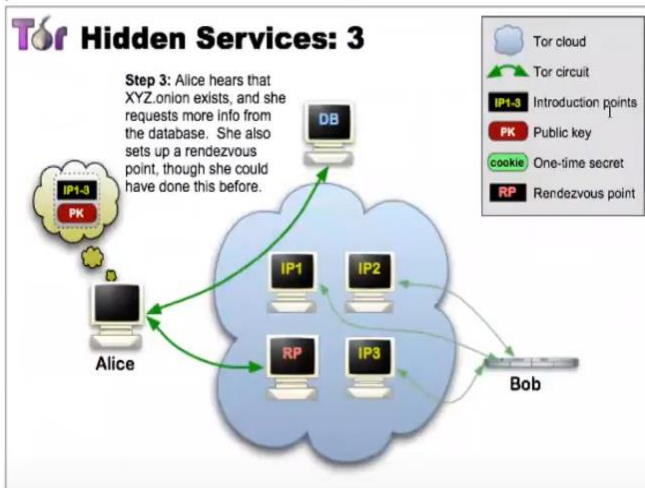 Tor Hidden Services: 3
Step 3: Alice hears that
XYZ.onion exists, and she
requests more info from
the database. She also
sets up a rendezvous
point, though she could
have done this before.
Tor cloud
Tor circuit
IP1-3 Introduction points
PK Public key
cookie One-time secret
RP Rendezvous point
DB
IP1-3
PK
IP1
IP2
Alice
RP
IP3
Bob